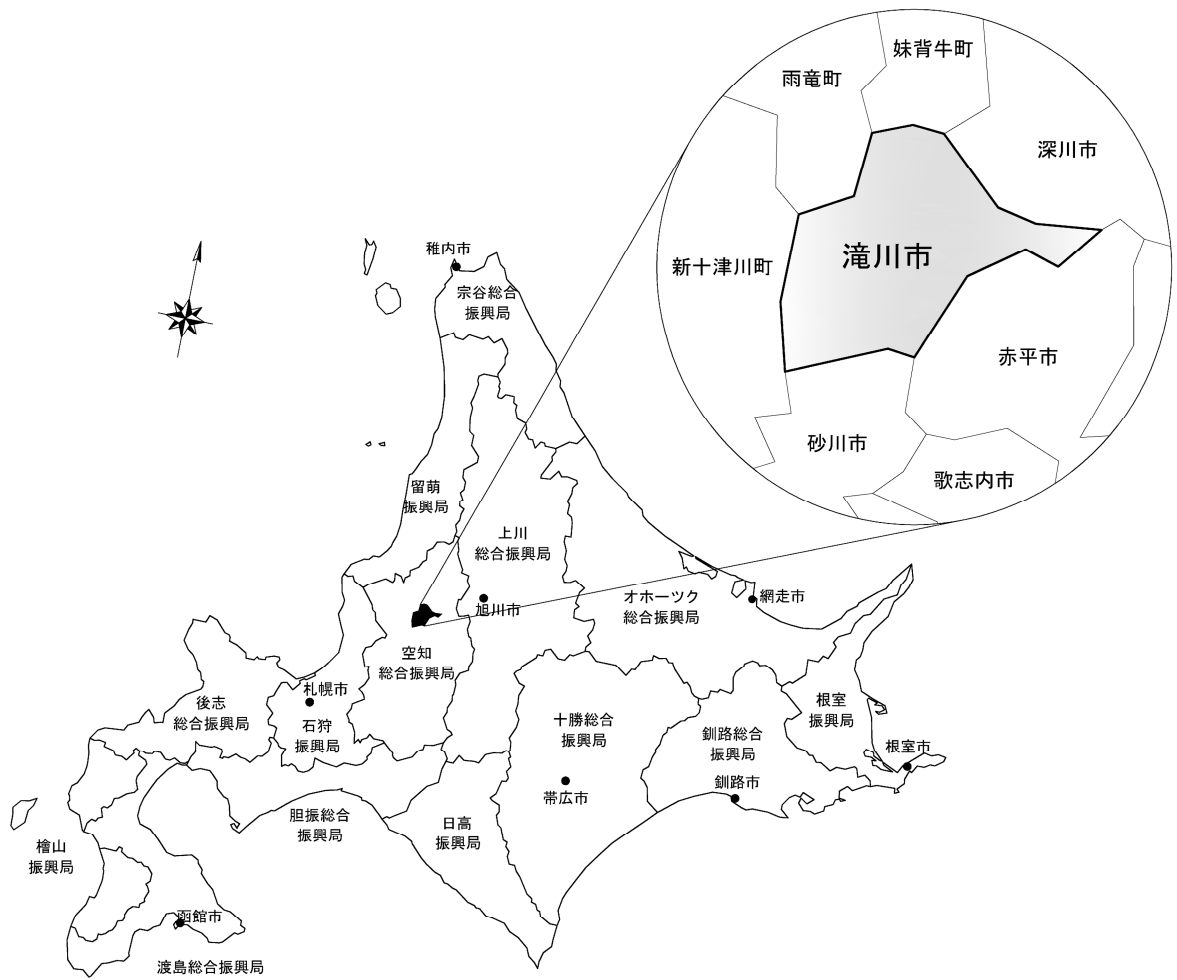 妹背牛町
雨竜町
深川市
滝川市
新十津川町
赤平市
砂川市
歌志内市
稚内市
宗谷総合
振興局
留萌
振興局
上川
総合振興局
オホーツク
総合振興局
網走市
旭川市
空知
総合振興局
札幌市
石狩
振興局
後志
総合振興局
十勝総合
振興局
帯広市
釧路総合
振興局
釧路市
根室
振興局
根室市
胆振総合
振興局
日高
振興局
檜山
振興局
函館市
渡島総合振興局